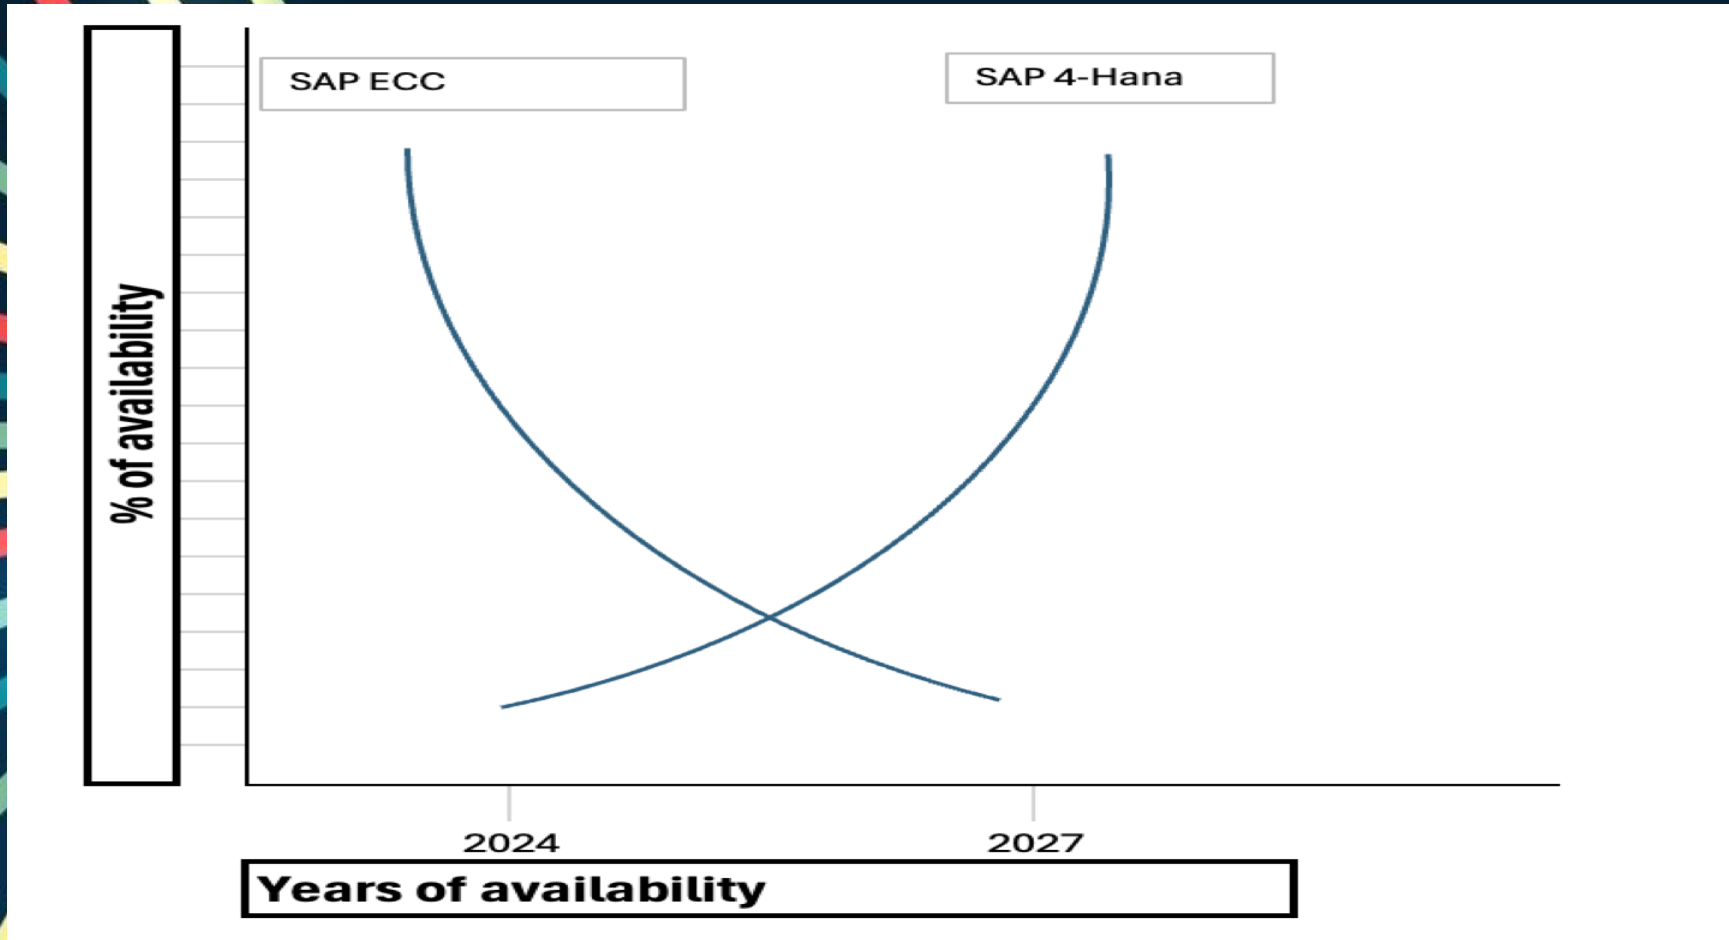 SAP ECC
SAP 4-Hana
% of availability
2024
2027
Years of availability